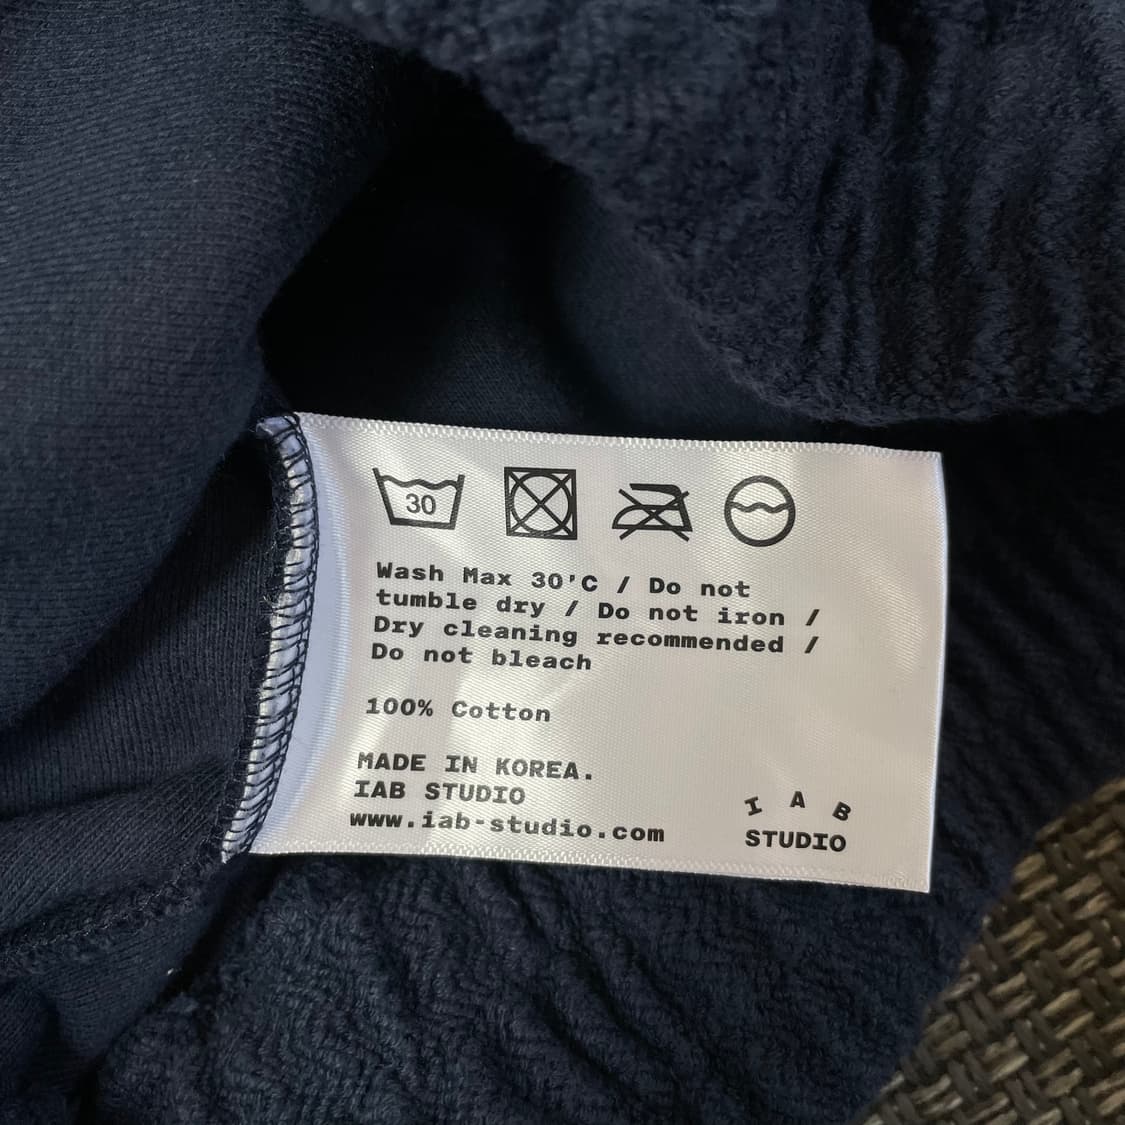 30
Wash Max 30'C / Do not
tumble dry / Do not iron /
Dry cleaning recommended /
Do not bleach
100% Cotton
MADE IN KOREA.
IAB STUDIO
www.iab-studio.com
I A B
STUDIO